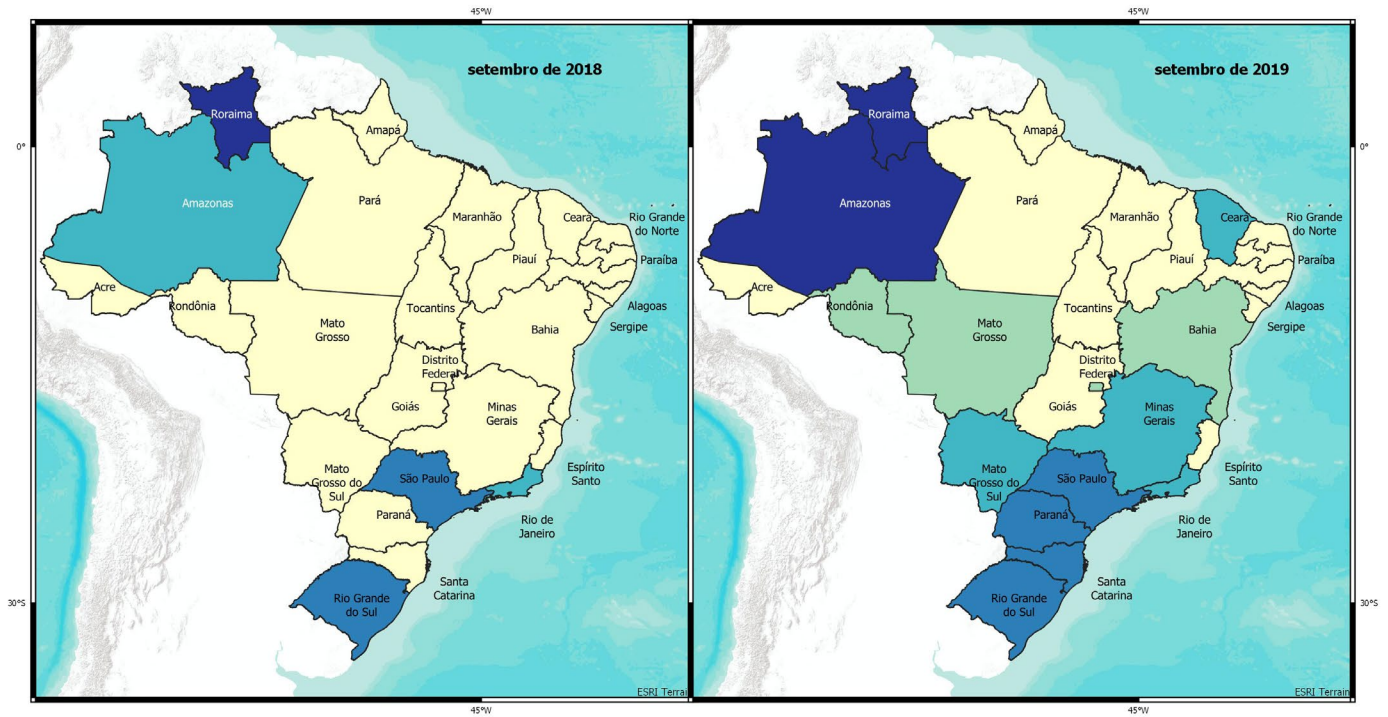 45°W
45°W
setembro de 2018
Roraima
Amapá
0°
Amazonas
Pará
Maranhão
Ceará
Rio Grande
do Norte
Piauí
Paraíba
Acre
Rondônia
Tocantins
Alagoas
Sergipe
Mato
Grosso
Bahia
Distrito
Federal
Goiás
Minas
Gerais
Mato
Grosso do
Sul
São Paulo
Espírito
Santo
Paraná
Rio de
Janeiro
Santa
Catarina
Rio Grande
do Sul
30°S
ESRI Terrai
45°W
setembro de 2019
Roraima
Amapá
0°
Amazonas
Pará
Maranhão
Ceará
Rio Grande
do Norte
Piauí
Paraíba
Acre
Rondônia
Tocantins
Alagoas
Sergipe
Mato
Grosso
Bahia
Distrito
Federal
Goiás
Minas
Gerais
Mato
Grosso do
Sul
São Paulo
Espírito
Santo
Paraná
Rio de
Janeiro
Santa
Catarina
Rio Grande
do Sul
30°S
ESRI Terrai
45°W